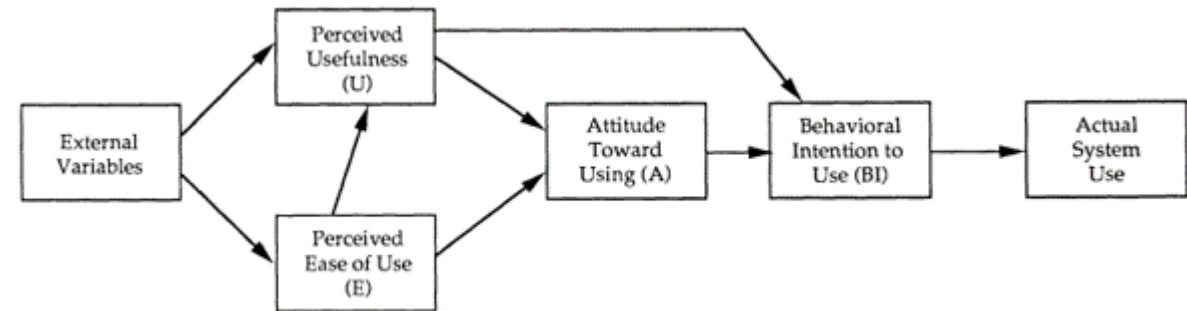 External
Variables
Perceived
Usefulness
(U)
Perceived
Ease of Use
(E)
Attitude
Toward
Using (A)
Behavioral
Intention to
Use (BI)
Actual
System
Use